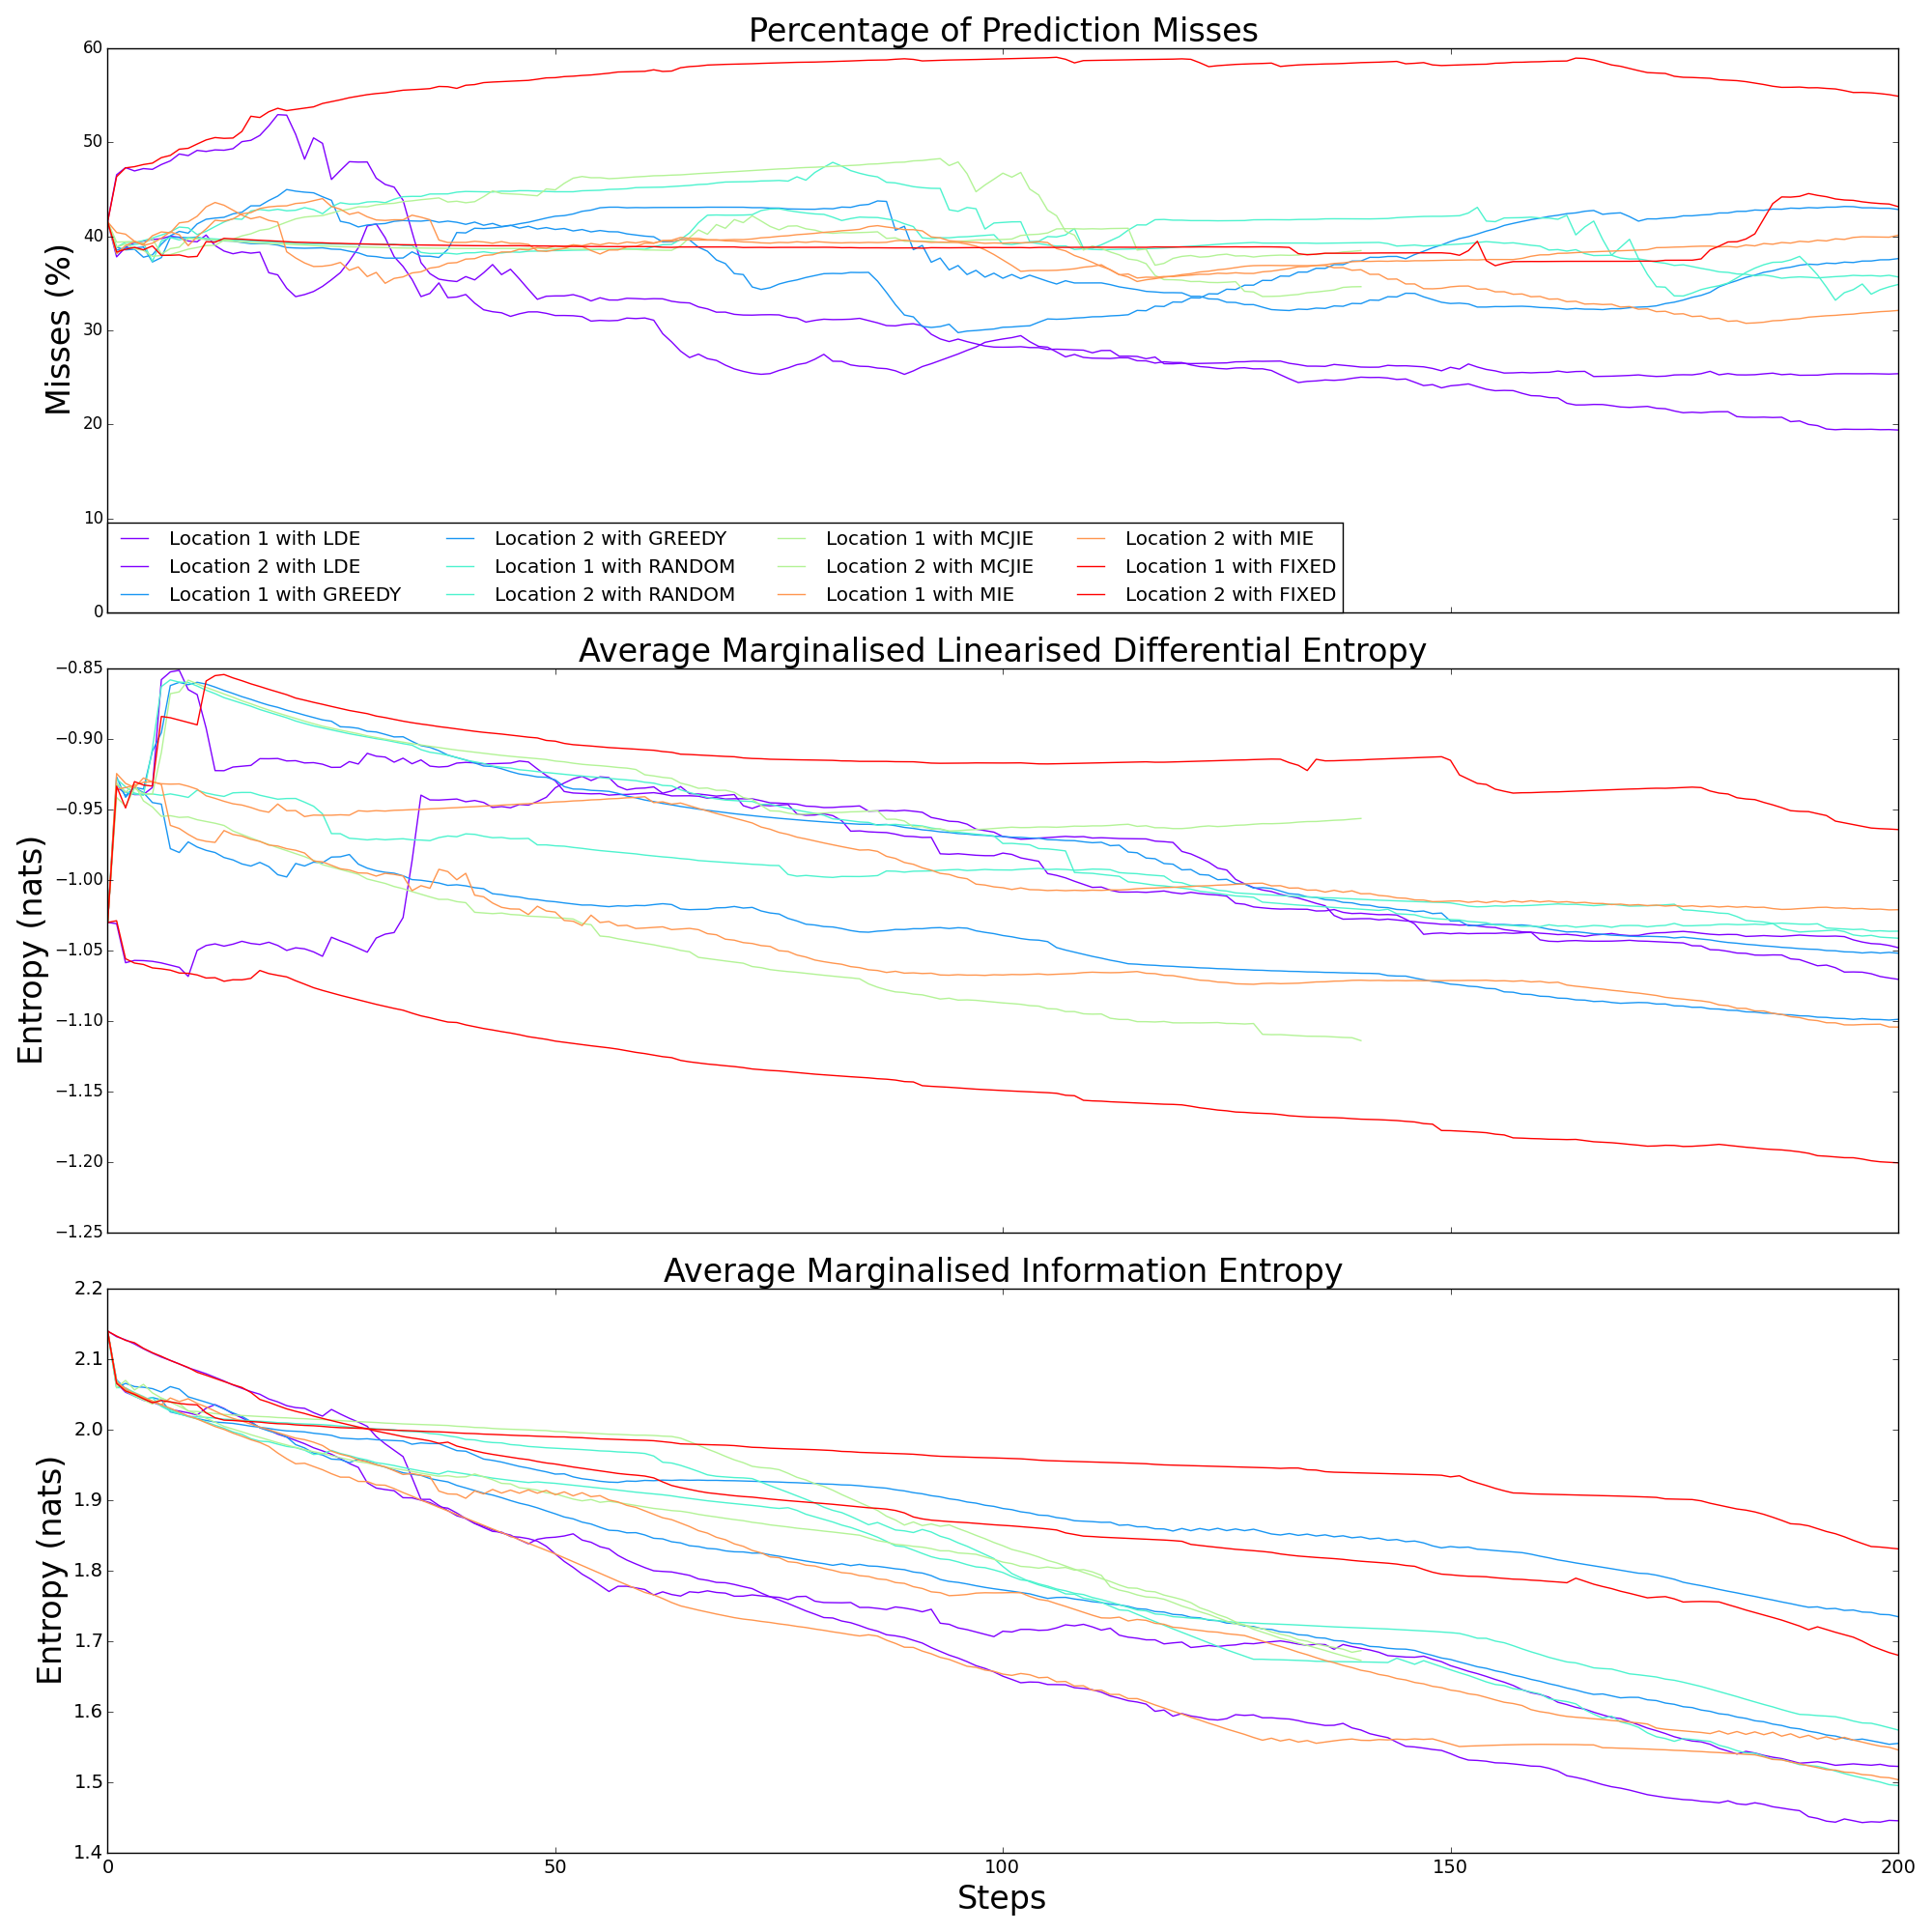 Percentage of Prediction Misses
60
50
40
30
20
10
0
Misses (%)
Location 1 with LDE
Location 2 with LDE
Location 1 with GREEDY
Location 2 with GREEDY
Location 1 with RANDOM
Location 2 with RANDOM
Location 1 with MCJIE
Location 2 with MCJIE
Location 1 with MIE
Location 2 with MIE
Location 1 with FIXED
Location 2 with FIXED
Average Marginalised Linearised Differential Entropy
−0.85
−0.90
−0.95
−1.00
−1.05
−1.10
−1.15
−1.20
−1.25
Entropy (nats)
Average Marginalised Information Entropy
2.2
2.1
2.0
1.9
1.8
1.7
1.6
1.5
1.4
Entropy (nats)
0 50 100 150 200
Steps